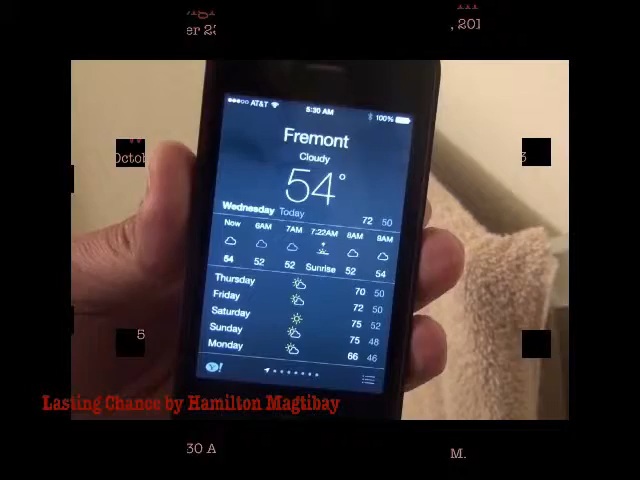 er 23
, 201
●●●○○ AT&T 5:30 AM 100%
Fremont
Cloudy
54°
Wednesday Today 72 50
Now 6AM 7AM 7:22AM 8AM 9AM
54 52 52 Sunrise 52 54
Thursday 70 50
Friday 72 50
Saturday 75 52
Sunday 75 48
Monday 66 46
Y!
Octob
3
5
Lasting Chance by Hamilton Magtibay
30 A
M.